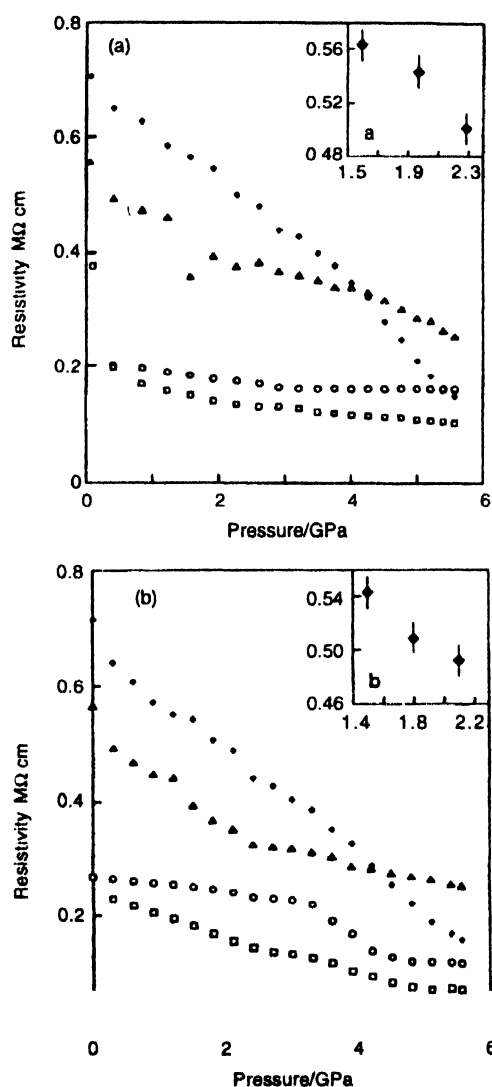 0.8
(a)
0.56
0.52
a
0.48
1.5 1.9 2.3
0.6
0.4
0.2
0
Resistivity MΩ cm
0 2 4 6
Pressure/GPa
0.8
(b)
0.54
0.50
b
0.46
1.4 1.8 2.2
0.6
0.4
0.2
Resistivity MΩ cm
0 2 4 6
Pressure/GPa